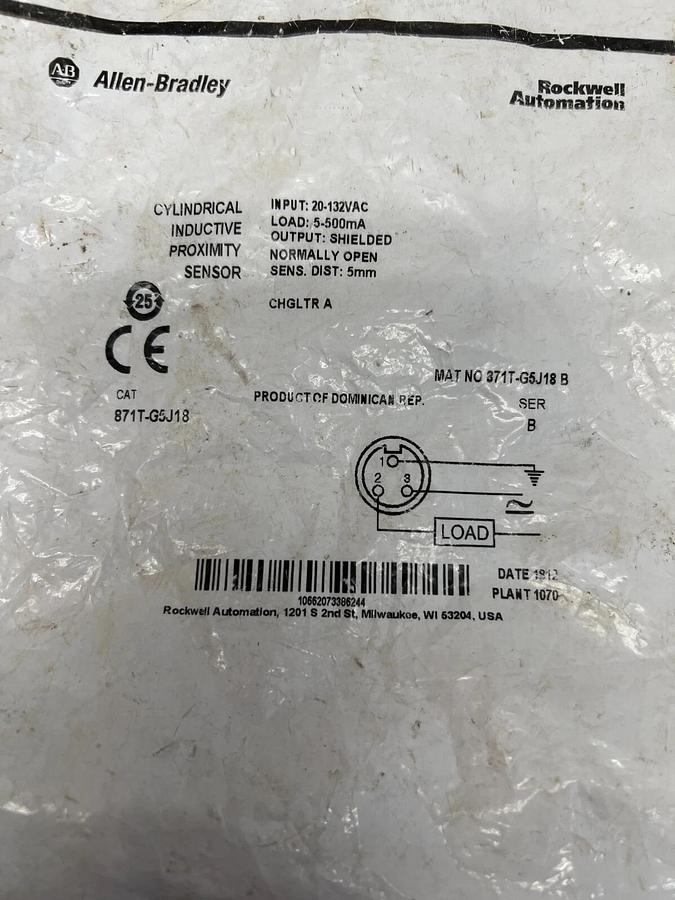 AB Allen-Bradley
Rockwell Automation
CYLINDRICAL
INDUCTIVE
PROXIMITY
SENSOR
INPUT: 20-132VAC
LOAD: 5-500mA
OUTPUT: SHIELDED
NORMALLY OPEN
SENS. DIST: 5mm
25
CHGLTR A
CE
MAT NO 871T-G5J18 B
CAT
871T-G5J18
PRODUCT OF DOMINICAN REP.
SER
B
1
2 3
LOAD
DATE
PLANT 1070
10662073386244
Rockwell Automation, 1201 S 2nd St, Milwaukee, WI 53204, USA